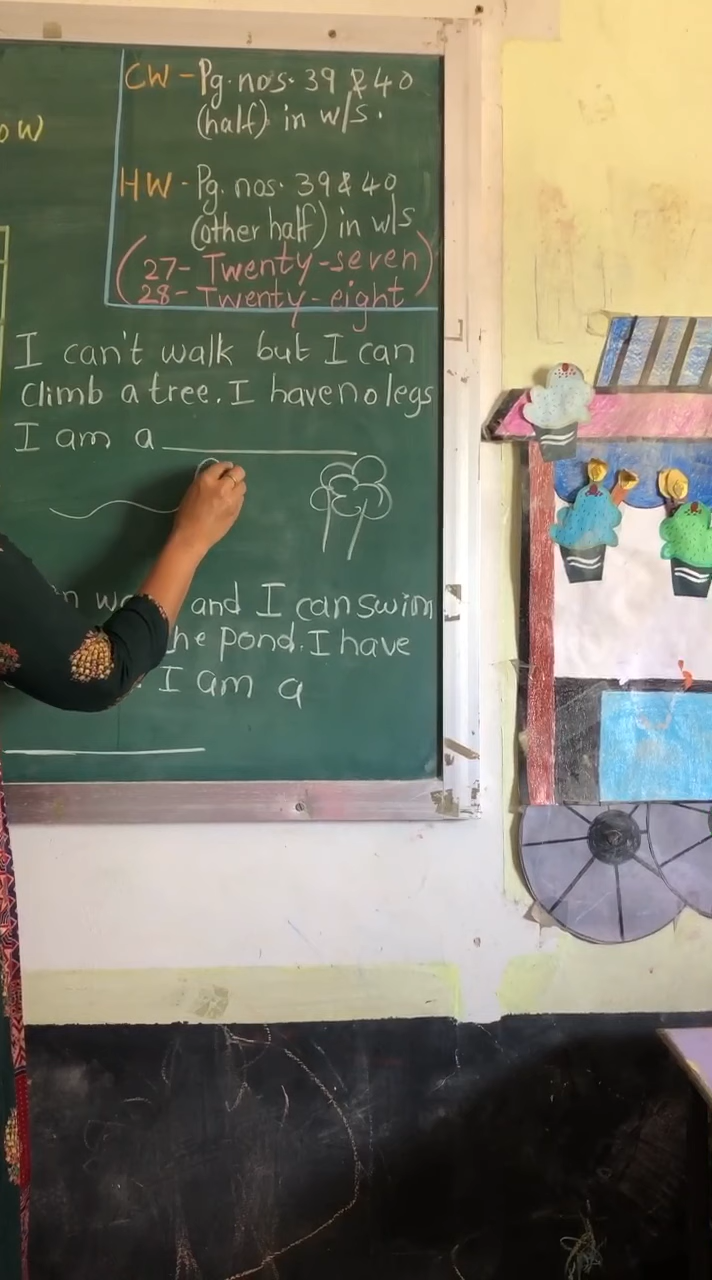 ow)
CW - Pg. nos. 39 & 40
(half) in w/s.
HW - Pg. nos. 39 & 40
(other half) in w/s
(27- Twenty-seven)
28- Twenty-eight
I can't walk but I can
climb a tree. I have no legs
I am a
and I can swim
pond. I have
I am a